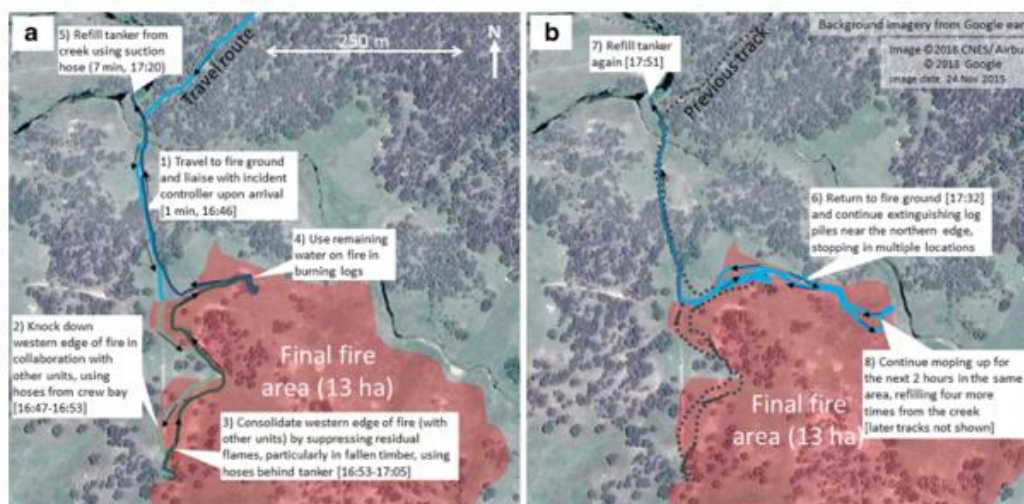 a
5) Refill tanker from
creek using suction
hose (7 min, 17:20)
Travel route
250 m
N
1) Travel to fire ground
and liaise with incident
controller upon arrival
[1 min, 16:46]
4) Use remaining
water on fire in
burning logs
2) Knock down
western edge of fire in
collaboration with
other units, using
hoses from crew bay
[16:47-16:53]
Final fire
area (13 ha)
3) Consolidate western edge of fire (with
other units) by suppressing residual
flames, particularly in fallen timber, using
hoses behind tanker [16:53-17:05]
b
Background imagery from Google ear
Image ©2018 CNES/ Airbu
© 2018 Google
Image date 24 Nov 2015
7) Refill tanker
again [17:51]
Previous track
6) Return to fire ground [17:32]
and continue extinguishing log
piles near the northern edge,
stopping in multiple locations
8) Continue moping up for
the next 2 hours in the same
area, refilling four more
times from the creek
[later tracks not shown]
Final fire
area (13 ha)